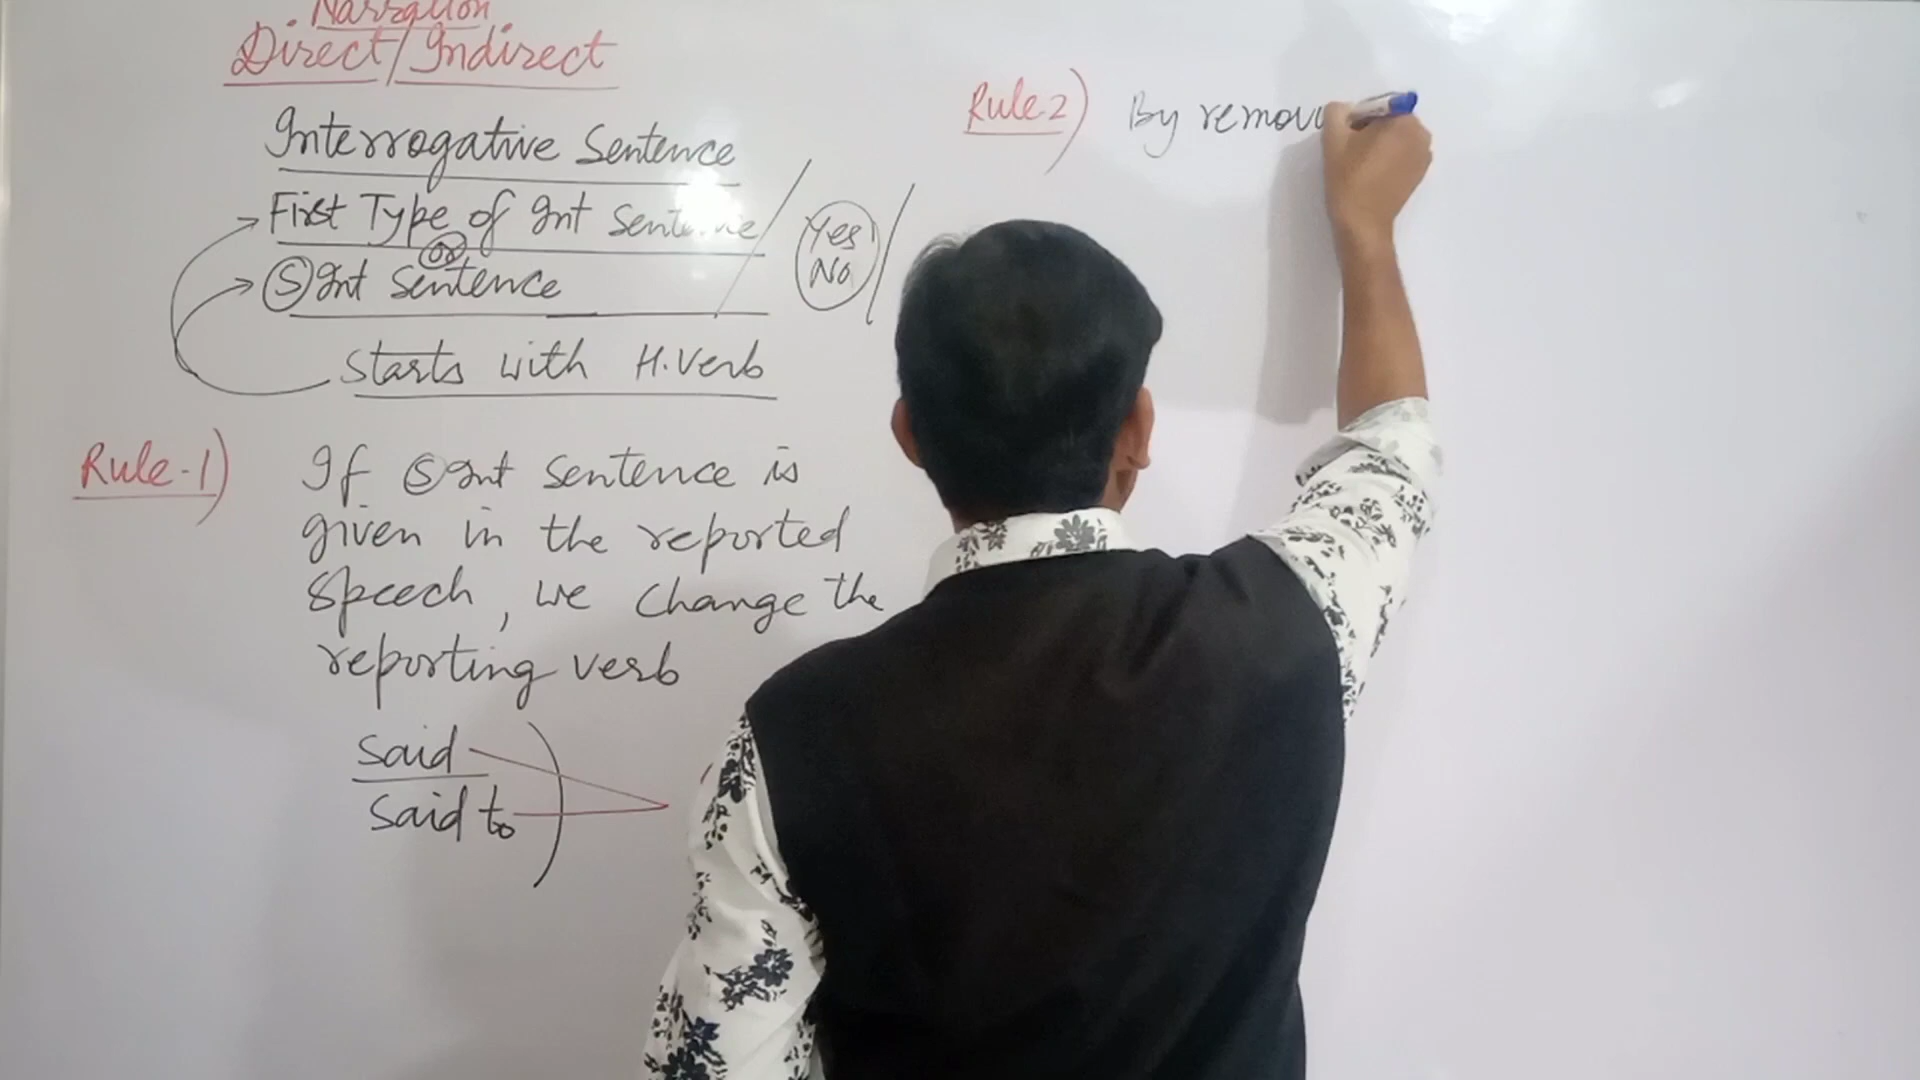 Narration
Direct/Indirect
Interrogative Sentence
First Type of Int Sentence
or
Ⓢ Int Sentence
Yes
No
Starts with H.Verb
Rule-1)
If Ⓢ Int sentence is
given in the reported
speech, we change the
reporting verb
said
said to
Rule 2)
By remov